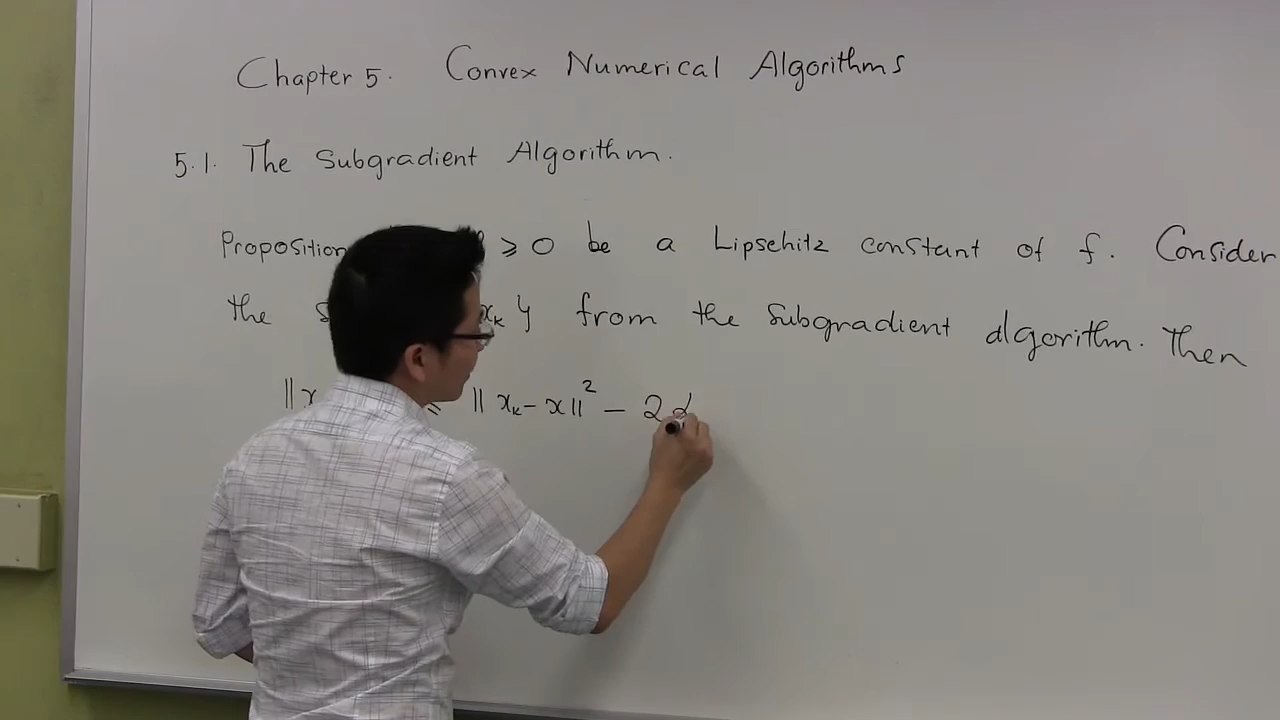 Chapter 5. Convex Numerical Algorithms
5.1. The Subgradient Algorithm.
Proposition ⩾ 0 be a Lipschitz constant of f. Consider
the xₖ } from the subgradient algorithm. Then
||x ≤ || xₖ - x ||² - 2α